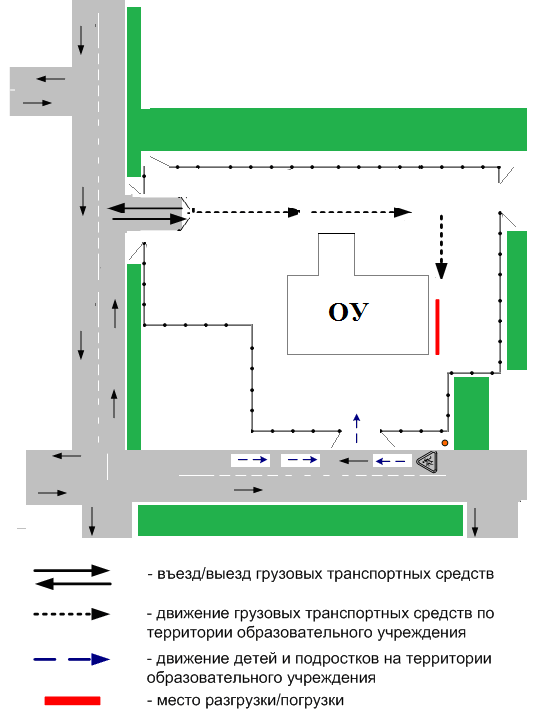 ОУ
- въезд/выезд грузовых транспортных средств
- движение грузовых транспортных средств по
территории образовательного учреждения
- движение детей и подростков на территории
образовательного учреждения
- место разгрузки/погрузки